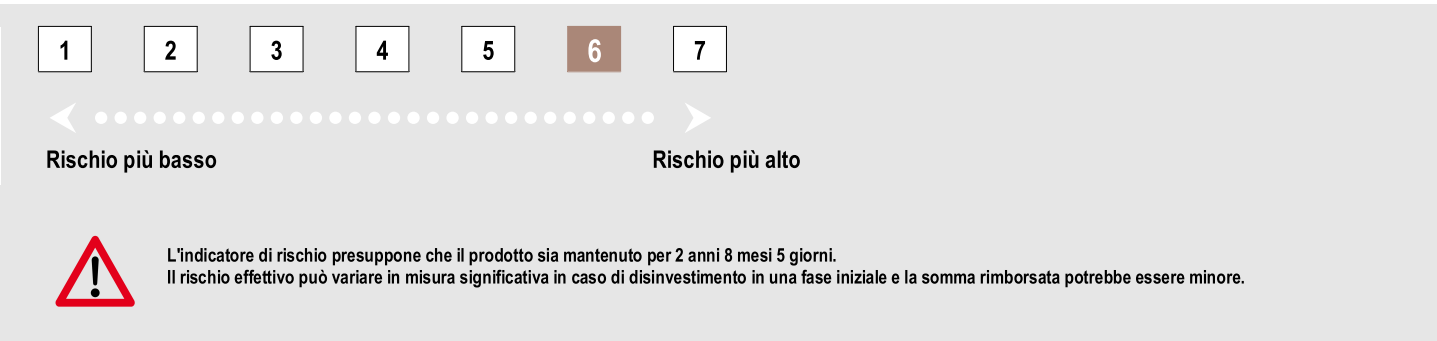 1 2 3 4 5 6 7
Rischio più basso Rischio più alto
L'indicatore di rischio presuppone che il prodotto sia mantenuto per 2 anni 8 mesi 5 giorni.
Il rischio effettivo può variare in misura significativa in caso di disinvestimento in una fase iniziale e la somma rimborsata potrebbe essere minore.